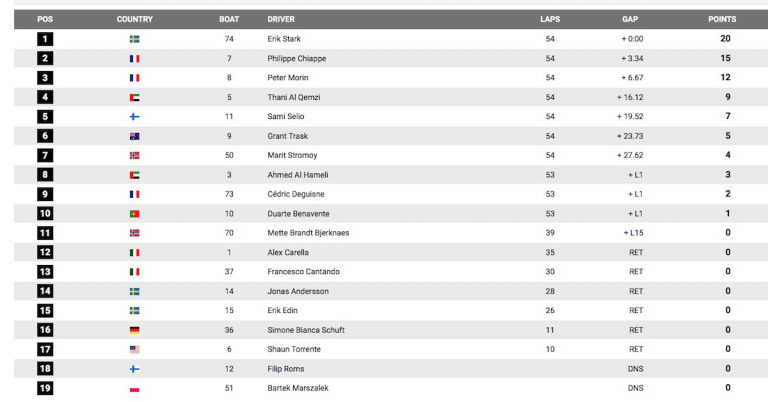 POS COUNTRY BOAT DRIVER LAPS GAP POINTS
1 74 Erik Stark 54 + 0:00 20
2 7 Philippe Chiappe 54 + 3.34 15
3 8 Peter Morin 54 + 6.67 12
4 5 Thani Al Qemzi 54 + 16.12 9
5 11 Sami Selio 54 + 19.52 7
6 9 Grant Trask 54 + 23.73 5
7 50 Marit Stromoy 54 + 27.62 4
8 3 Ahmed Al Hameli 53 + L1 3
9 73 Cédric Deguisne 53 + L1 2
10 10 Duarte Benavente 53 + L1 1
11 70 Mette Brandt Bjerknaes 39 + L15 0
12 1 Alex Carella 35 RET 0
13 37 Francesco Cantando 30 RET 0
14 14 Jonas Andersson 28 RET 0
15 15 Erik Edin 26 RET 0
16 36 Simone Bianca Schuft 11 RET 0
17 6 Shaun Torrente 10 RET 0
18 12 Filip Roms DNS 0
19 51 Bartek Marszalek DNS 0